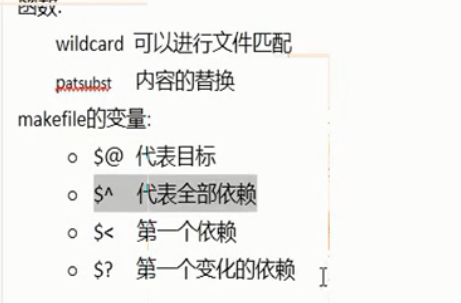 函数:
wildcard 可以进行文件匹配
patsubst 内容的替换
makefile的变量:
○ $@ 代表目标
○ $^ 代表全部依赖
○ $< 第一个依赖
○ $? 第一个变化的依赖